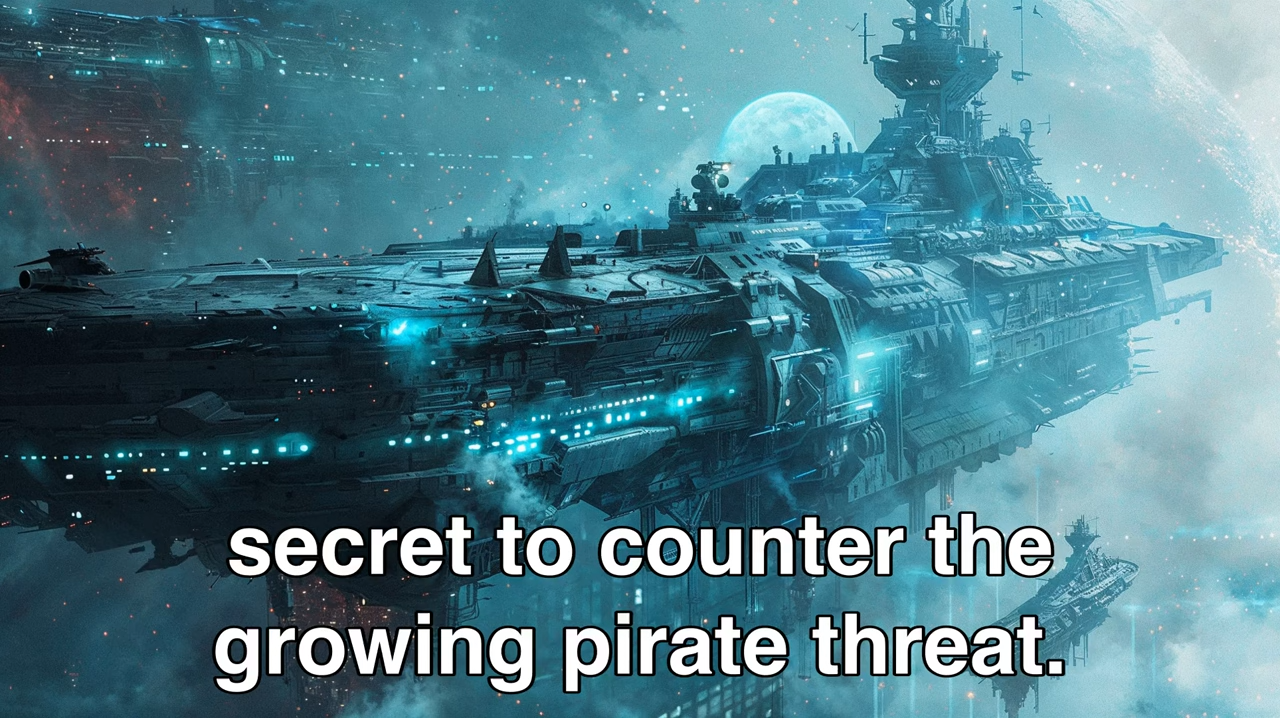 secret to counter the
growing pirate threat.